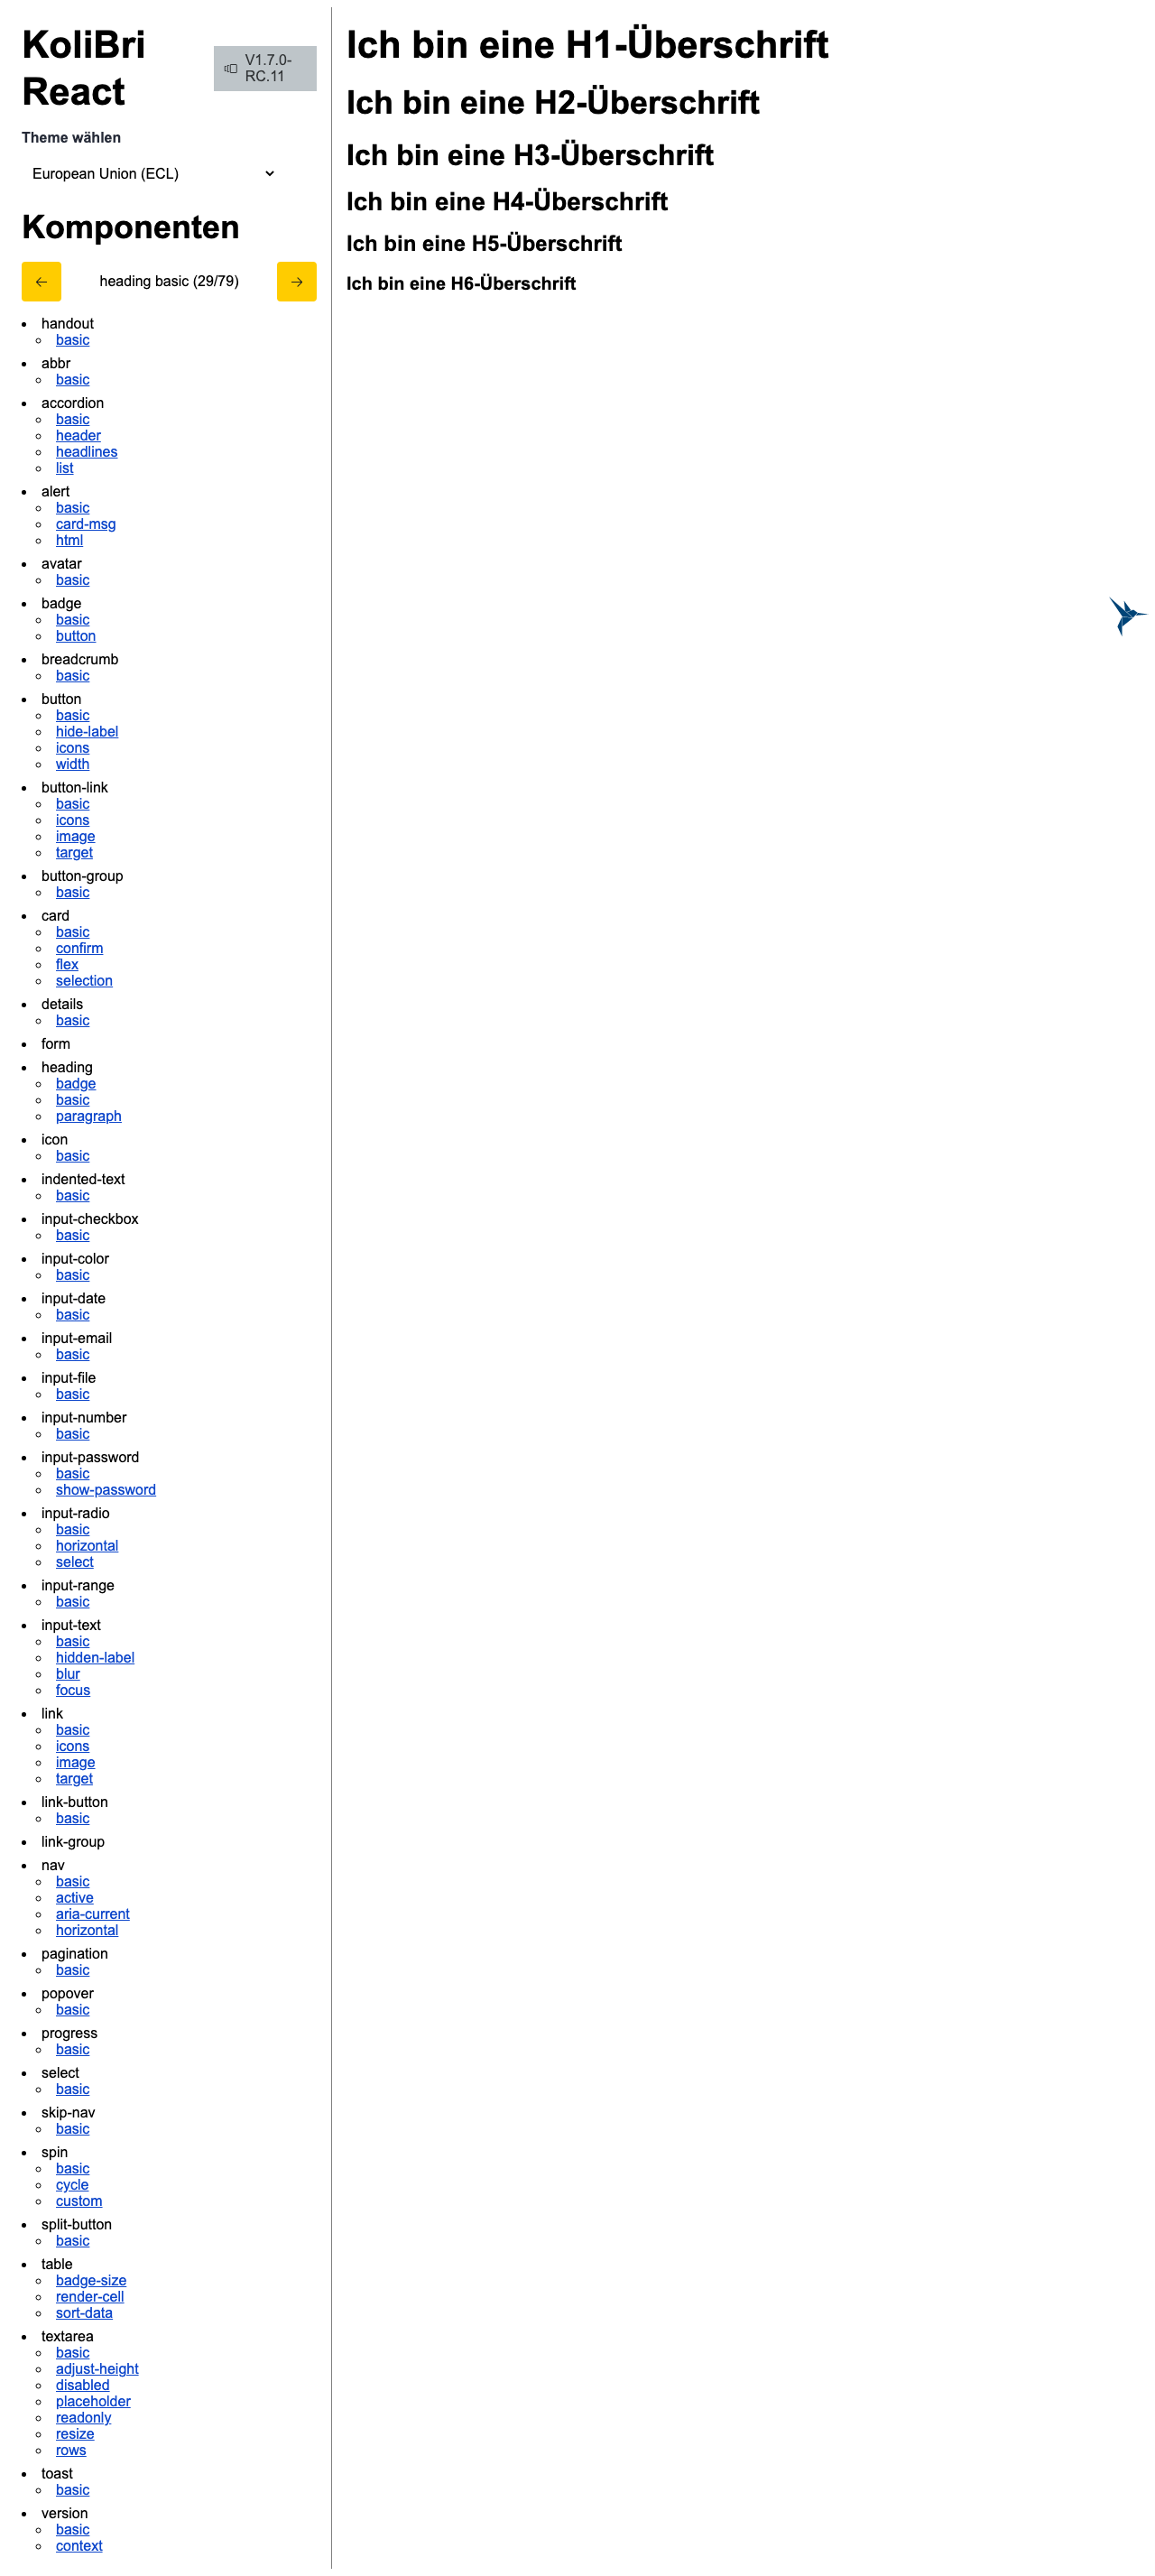 KoliBri
React
V1.7.0-
RC.11
Theme wählen
European Union (ECL)
Komponenten
heading basic (29/79)
handout
basic
abbr
basic
accordion
basic
header
headlines
list
alert
basic
card-msg
html
avatar
basic
badge
basic
button
breadcrumb
basic
button
basic
hide-label
icons
width
button-link
basic
icons
image
target
button-group
basic
card
basic
confirm
flex
selection
details
basic
form
heading
badge
basic
paragraph
icon
basic
indented-text
basic
input-checkbox
basic
input-color
basic
input-date
basic
input-email
basic
input-file
basic
input-number
basic
input-password
basic
show-password
input-radio
basic
horizontal
select
input-range
basic
input-text
basic
hidden-label
blur
focus
link
basic
icons
image
target
link-button
basic
link-group
nav
basic
active
aria-current
horizontal
pagination
basic
popover
basic
progress
basic
select
basic
skip-nav
basic
spin
basic
cycle
custom
split-button
basic
table
badge-size
render-cell
sort-data
textarea
basic
adjust-height
disabled
placeholder
readonly
resize
rows
toast
basic
version
basic
context
Ich bin eine H1-Überschrift
Ich bin eine H2-Überschrift
Ich bin eine H3-Überschrift
Ich bin eine H4-Überschrift
Ich bin eine H5-Überschrift
Ich bin eine H6-Überschrift